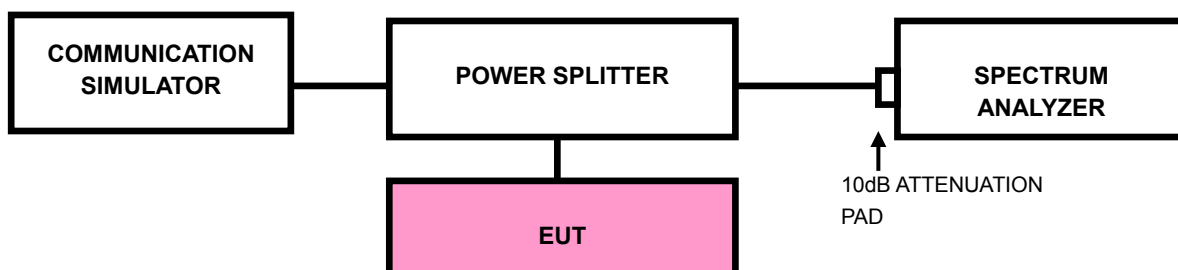 COMMUNICATION
SIMULATOR
POWER SPLITTER
SPECTRUM
ANALYZER
10dB ATTENUATION
PAD
EUT